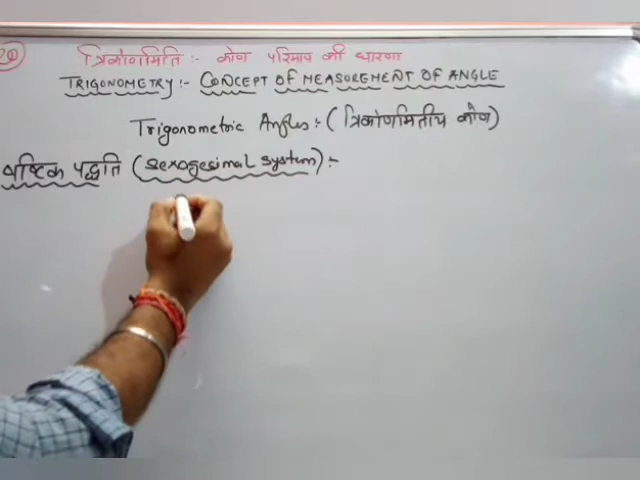 त्रिकोणमिति :- कोण परिमाप की धारणा
TRIGONOMETRY :- CONCEPT OF MEASUREMENT OF ANGLE
Trigonometric Angles :- (त्रिकोणमितीय कोण)
षष्टिक पद्धति (sexagesimal system) :-